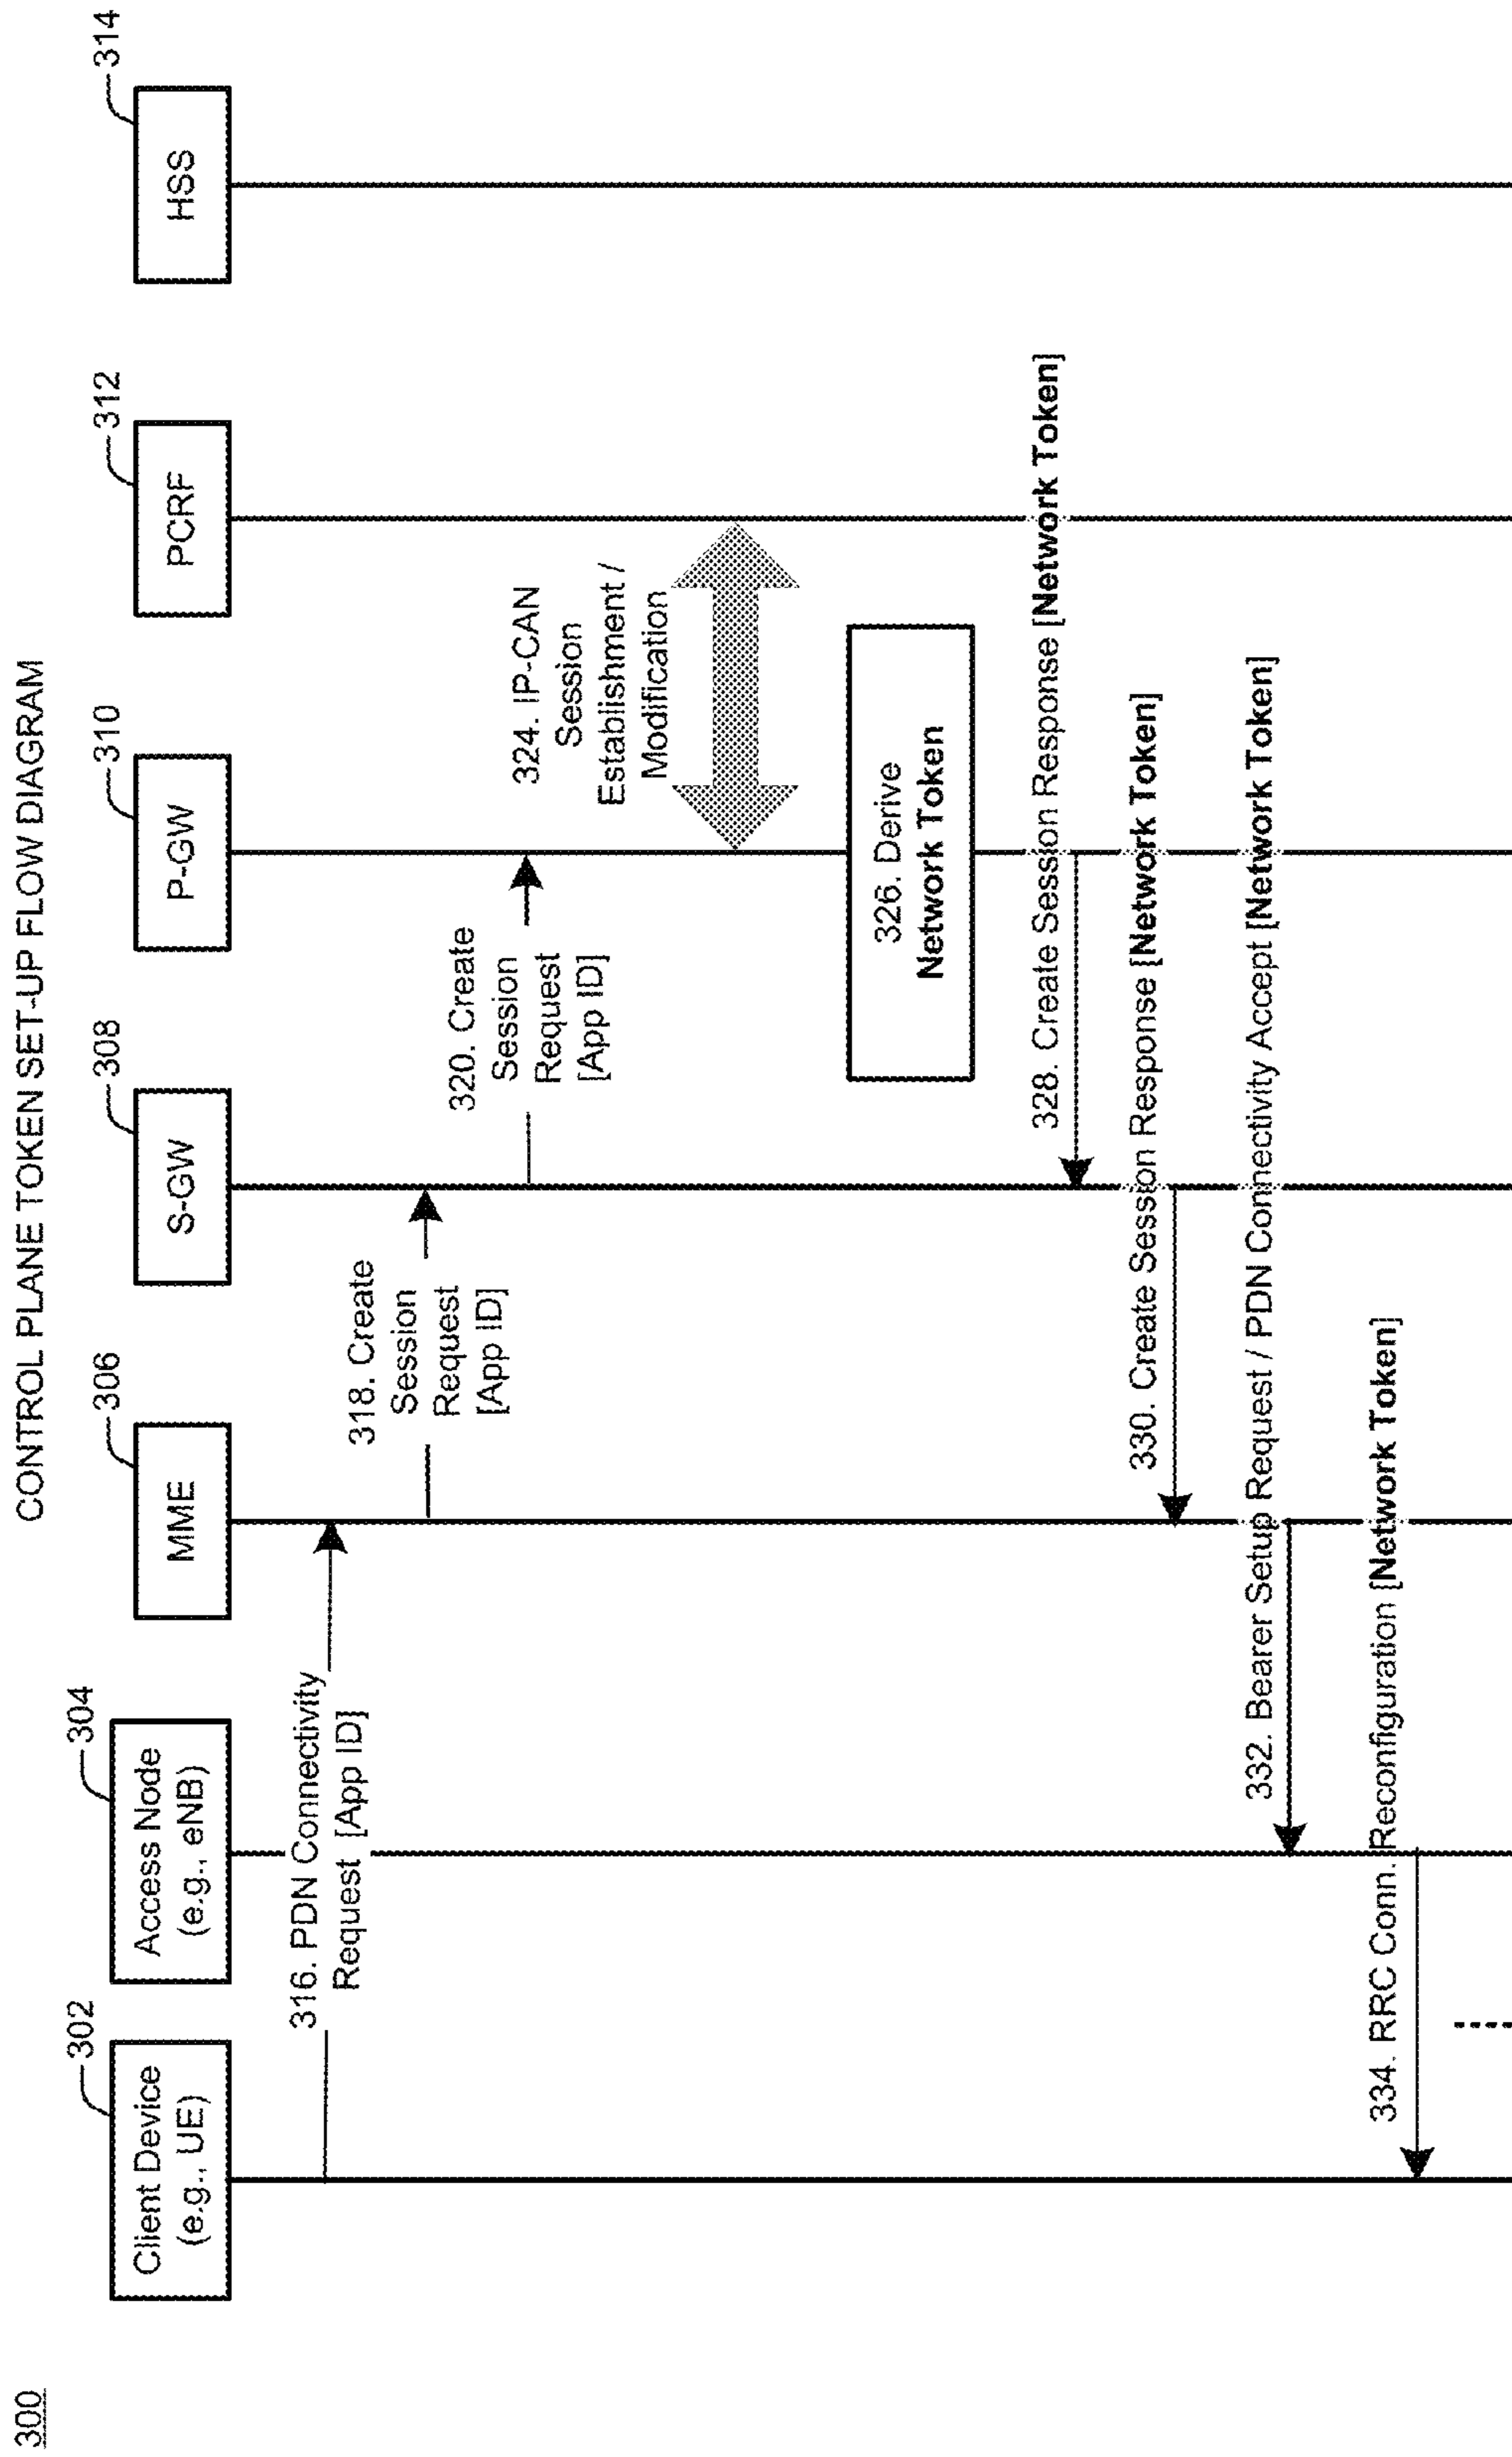 300
CONTROL PLANE TOKEN SET-UP FLOW DIAGRAM
302
304
306
308
310
312
314
Client Device
(e.g., UE)
Access Node
(e.g., eNB)
MME
S-GW
P-GW
PCRF
HSS
316. PDN Connectivity
Request [App ID]
318. Create
Session
Request
[App ID]
320. Create
Session
Request
[App ID]
324. IP-CAN
Session
Establishment /
Modification
326. Derive
Network Token
328. Create Session Response [Network Token]
330. Create Session Response [Network Token]
332. Bearer Setup Request / PDN Connectivity Accept [Network Token]
334. RRC Conn. Reconfiguration [Network Token]